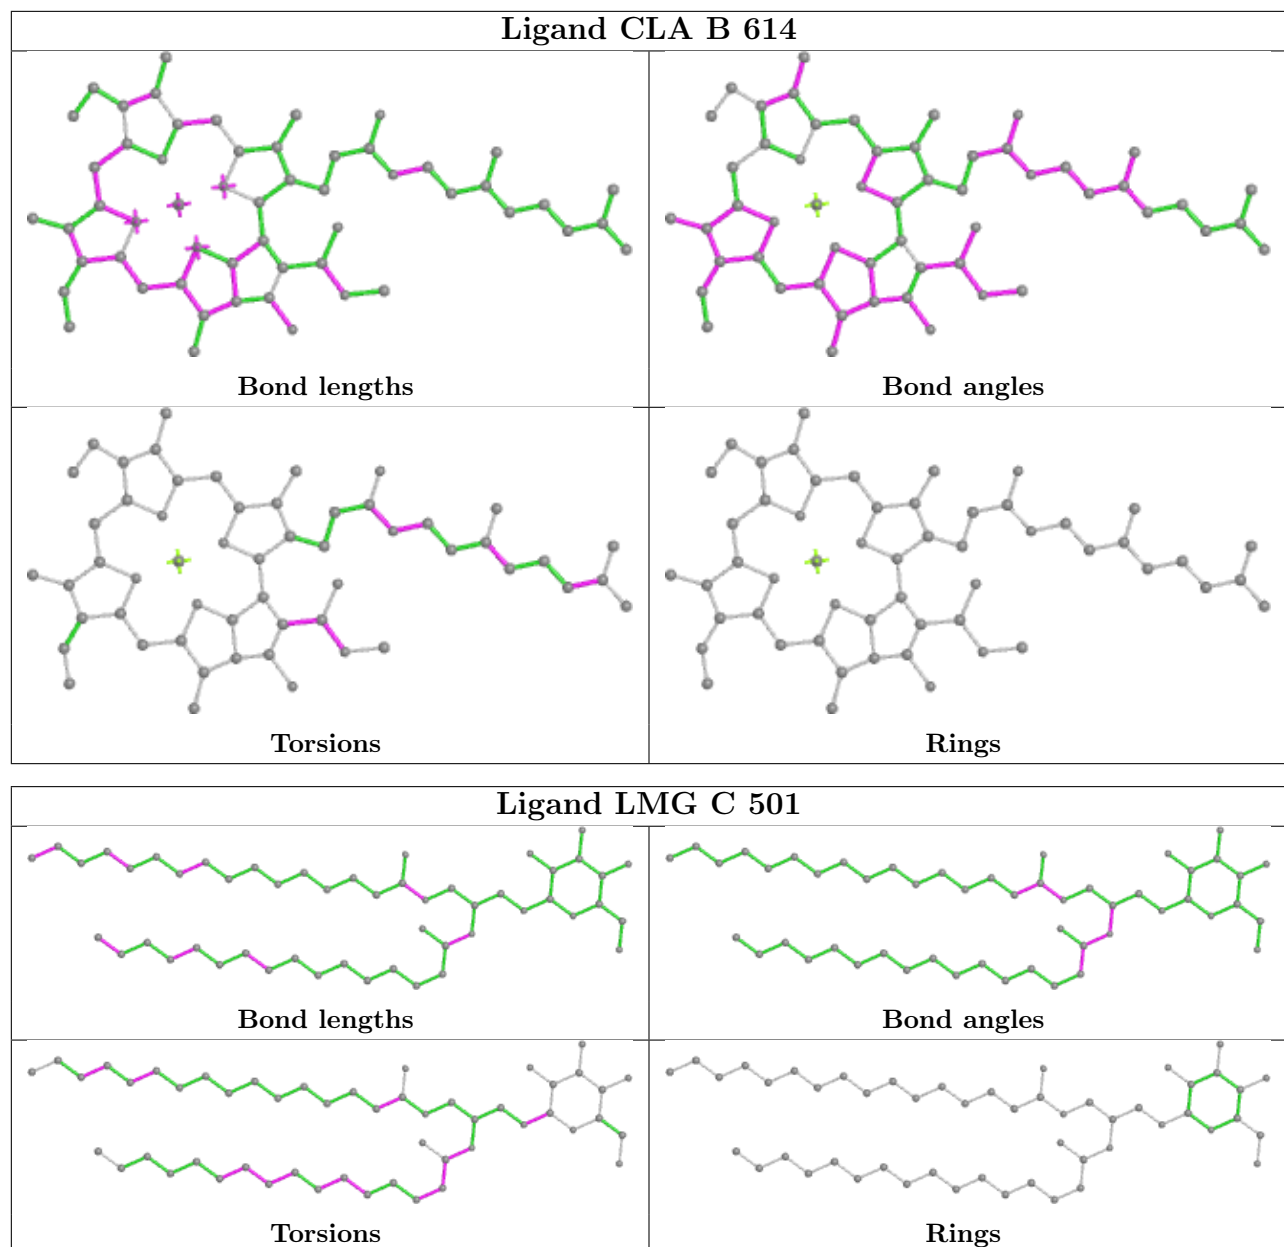 Ligand CLA B 614
Bond lengths
Bond angles
Torsions
Rings
Ligand LMG C 501
Bond lengths
Bond angles
Torsions
Rings